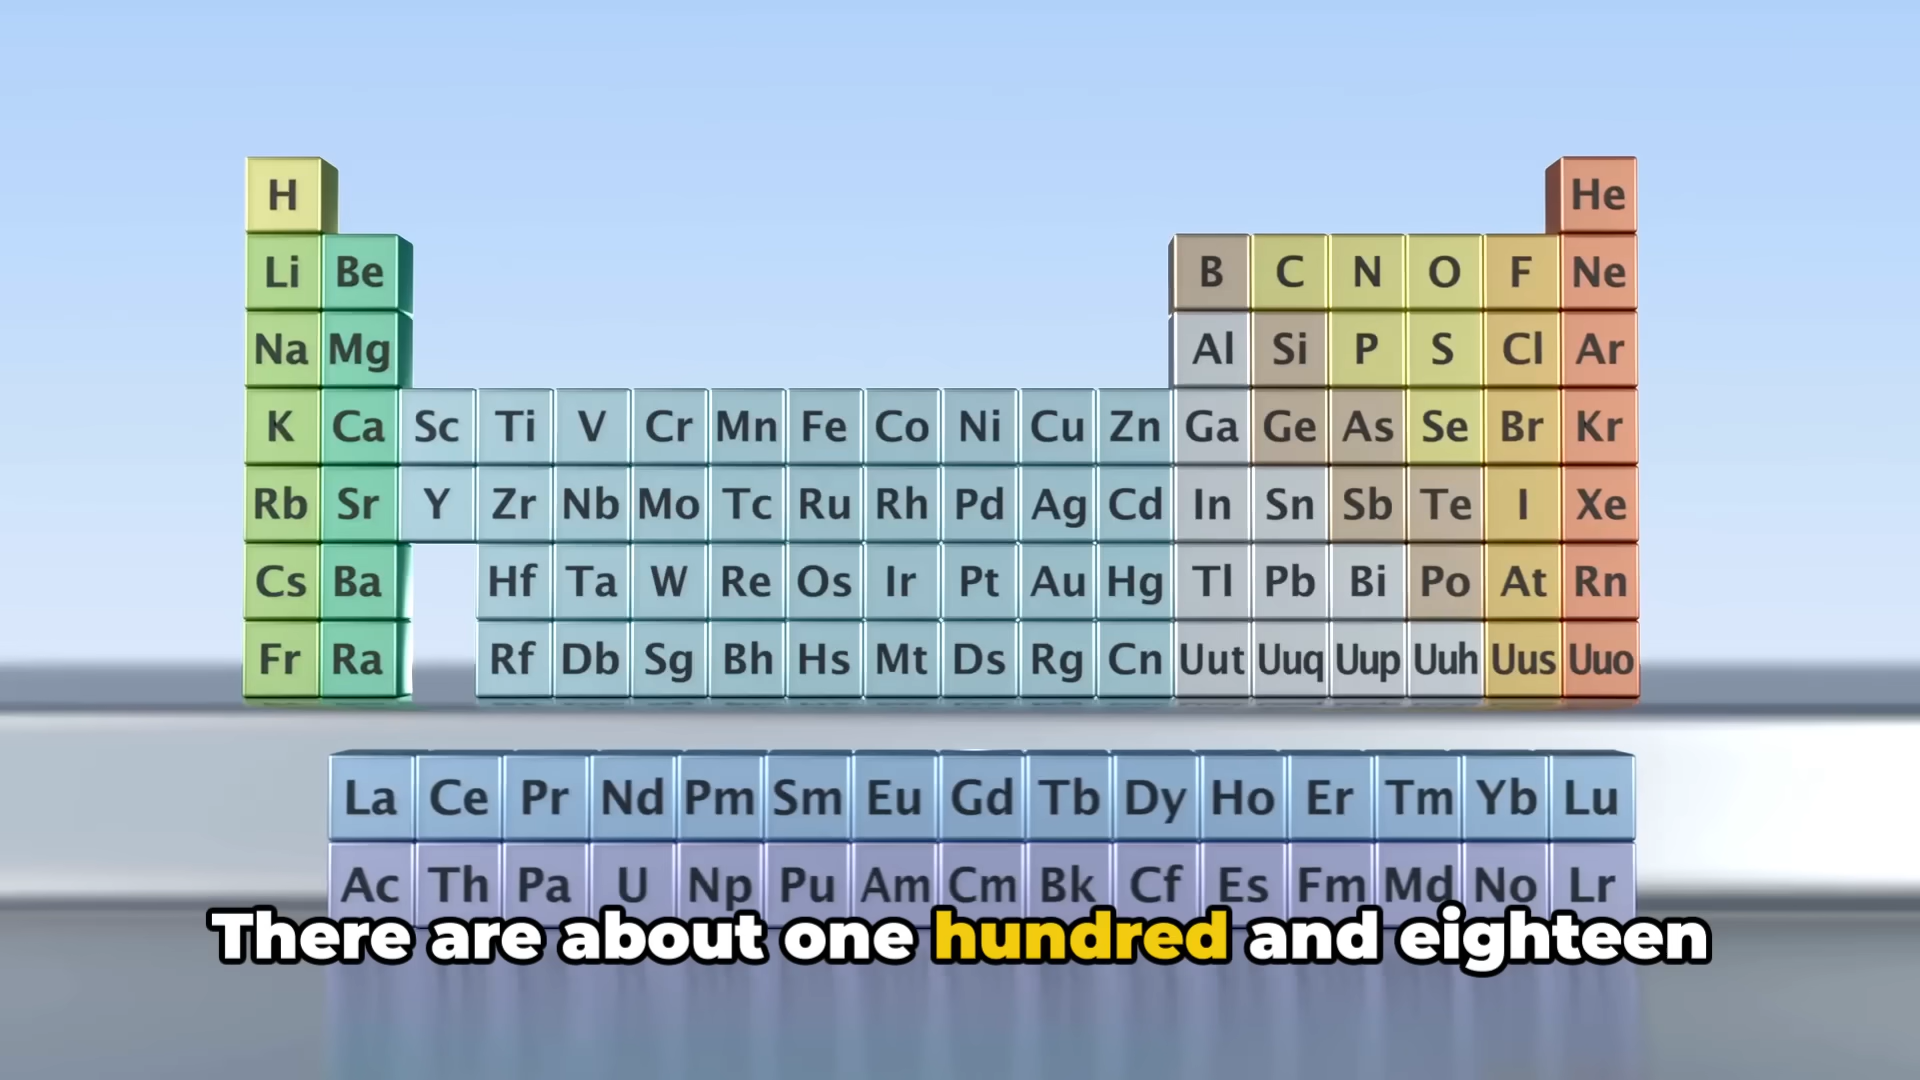 H He
Li Be B C N O F Ne
Na Mg Al Si P S Cl Ar
K Ca Sc Ti V Cr Mn Fe Co Ni Cu Zn Ga Ge As Se Br Kr
Rb Sr Y Zr Nb Mo Tc Ru Rh Pd Ag Cd In Sn Sb Te I Xe
Cs Ba Hf Ta W Re Os Ir Pt Au Hg Tl Pb Bi Po At Rn
Fr Ra Rf Db Sg Bh Hs Mt Ds Rg Cn Uut Uuq Uup Uuh Uus Uuo
La Ce Pr Nd Pm Sm Eu Gd Tb Dy Ho Er Tm Yb Lu
Ac Th Pa U Np Pu Am Cm Bk Cf Es Fm Md No Lr
There are about one hundred and eighteen